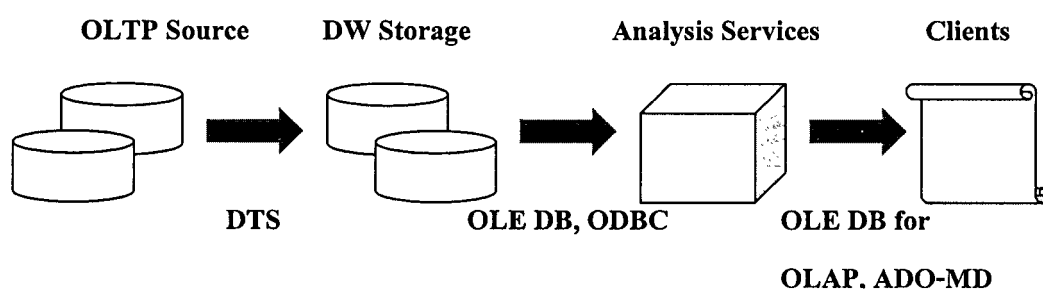 OLTP Source DW Storage Analysis Services Clients
DTS OLE DB, ODBC OLE DB for
OLAP, ADO-MD